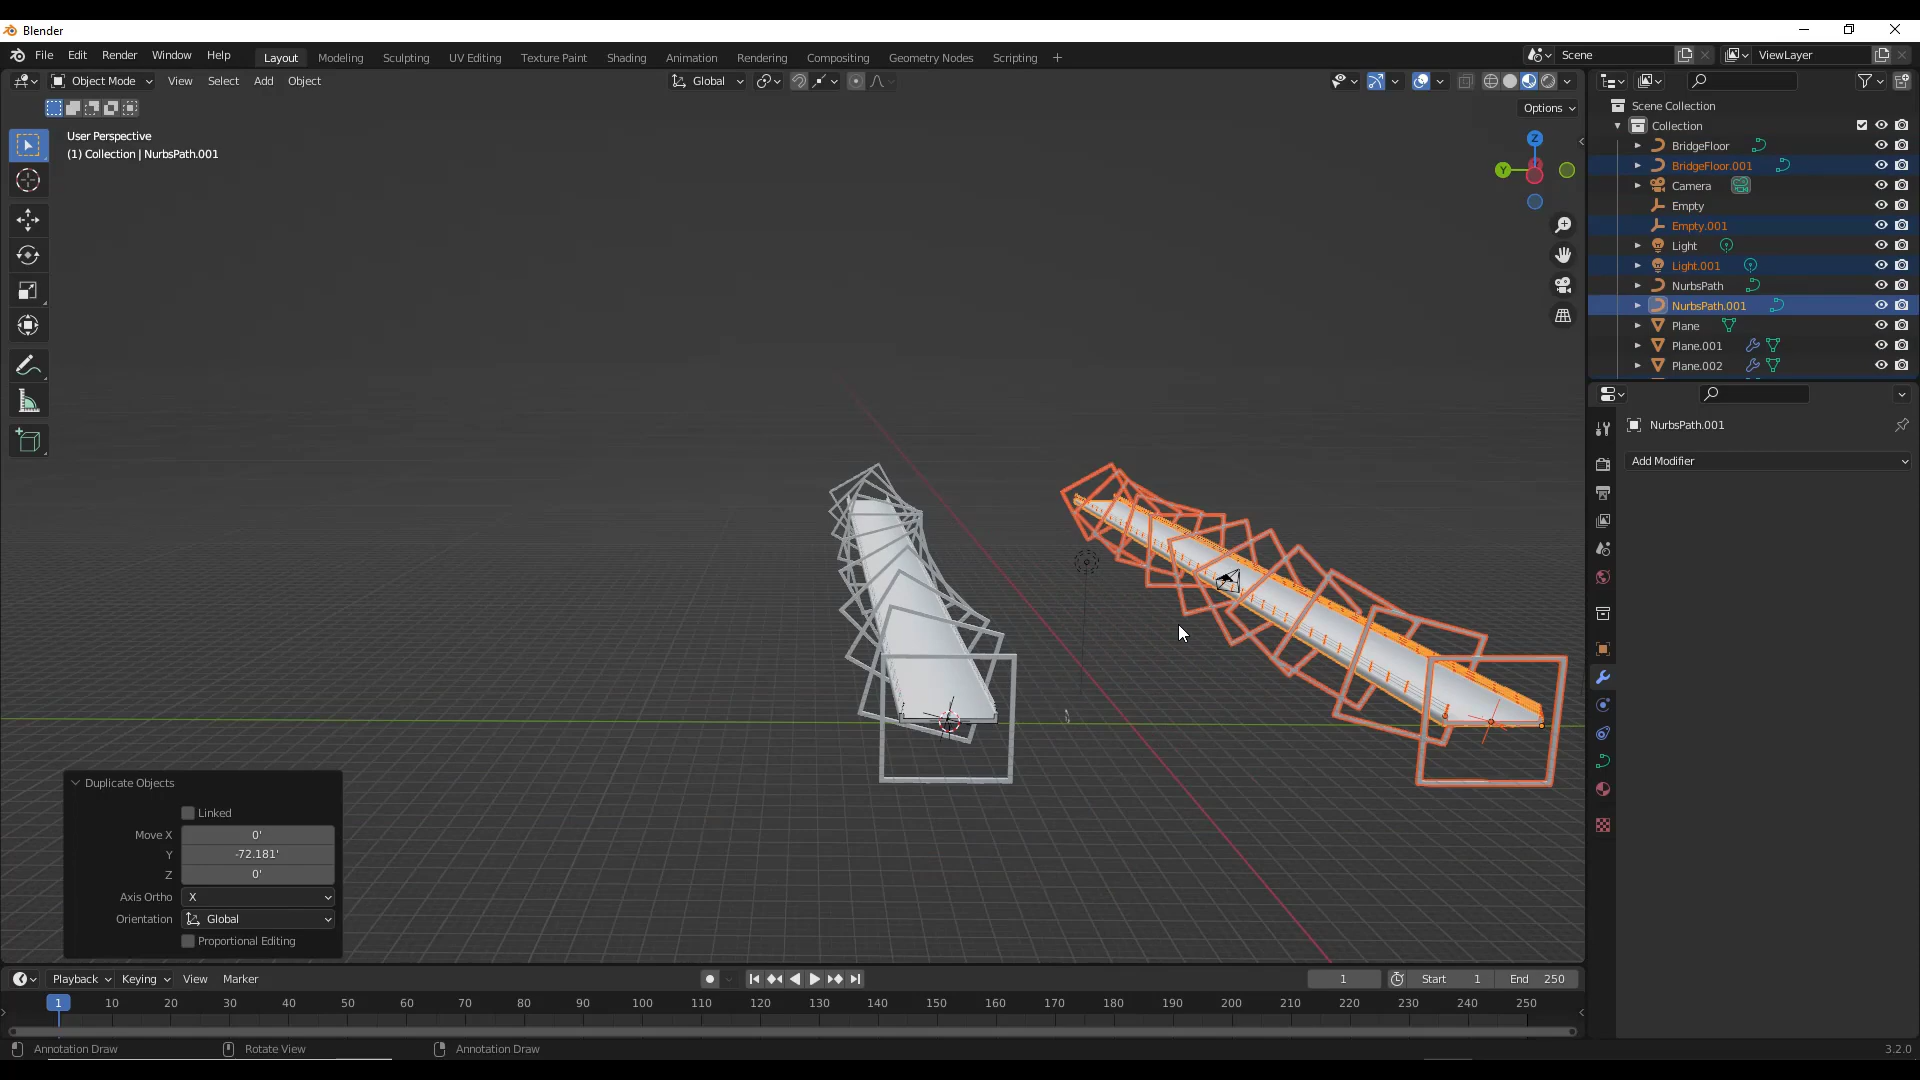 Blender
File Edit Render Window Help
Layout Modeling Sculpting UV Editing Texture Paint Shading Animation Rendering Compositing Geometry Nodes Scripting +
Scene
ViewLayer
Object Mode View Select Add Object
Global
Options
User Perspective
(1) Collection | NurbsPath.001
Z
Y
Scene Collection
Collection
BridgeFloor
BridgeFloor.001
Camera
Empty
Empty.001
Light
Light.001
NurbsPath
NurbsPath.001
Plane
Plane.001
Plane.002
NurbsPath.001
Add Modifier
Duplicate Objects
Linked
Move X 0'
Y -72.181'
Z 0'
Axis Ortho X
Orientation Global
Proportional Editing
Playback Keying View Marker
1 Start 1 End 250
1 10 20 30 40 50 60 70 80 90 100 110 120 130 140 150 160 170 180 190 200 210 220 230 240 250
Annotation Draw Rotate View Annotation Draw 3.2.0